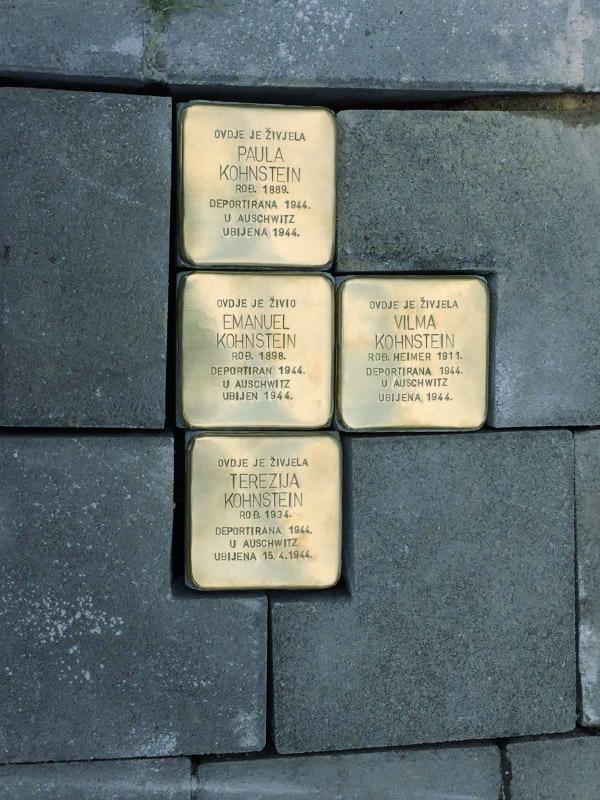 OVDJE JE ŽIVJELA
PAULA
KOHNSTEIN
ROĐ. 1889.
DEPORTIRANA 1944.
U AUSCHWITZ
UBIJENA 1944.
OVDJE JE ŽIVIO
EMANUEL
KOHNSTEIN
ROĐ. 1898.
DEPORTIRAN 1944.
U AUSCHWITZ
UBIJEN 1944.
OVDJE JE ŽIVJELA
VILMA
KOHNSTEIN
ROĐ. HEIMER 1911.
DEPORTIRANA 1944.
U AUSCHWITZ
UBIJENA 1944.
OVDJE JE ŽIVJELA
TEREZIJA
KOHNSTEIN
ROĐ. 1934.
DEPORTIRANA 1944.
U AUSCHWITZ
UBIJENA 15.4.1944.